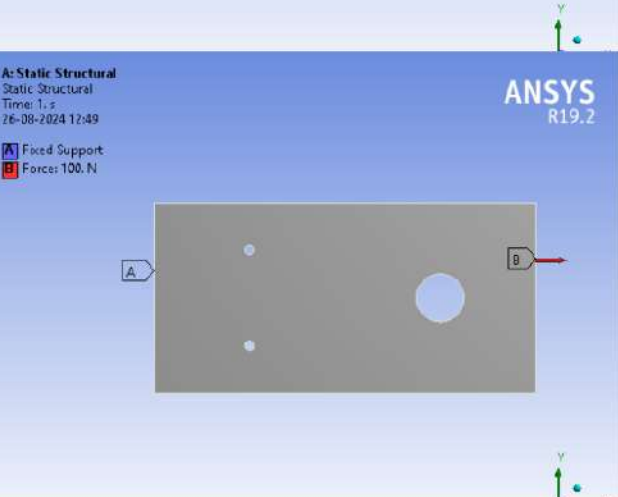 Y
A: Static Structural
Static Structural
Time: 1. s
26-08-2024 12:49
A Fixed Support
B Force: 100. N
ANSYS
R19.2
A
B
Y